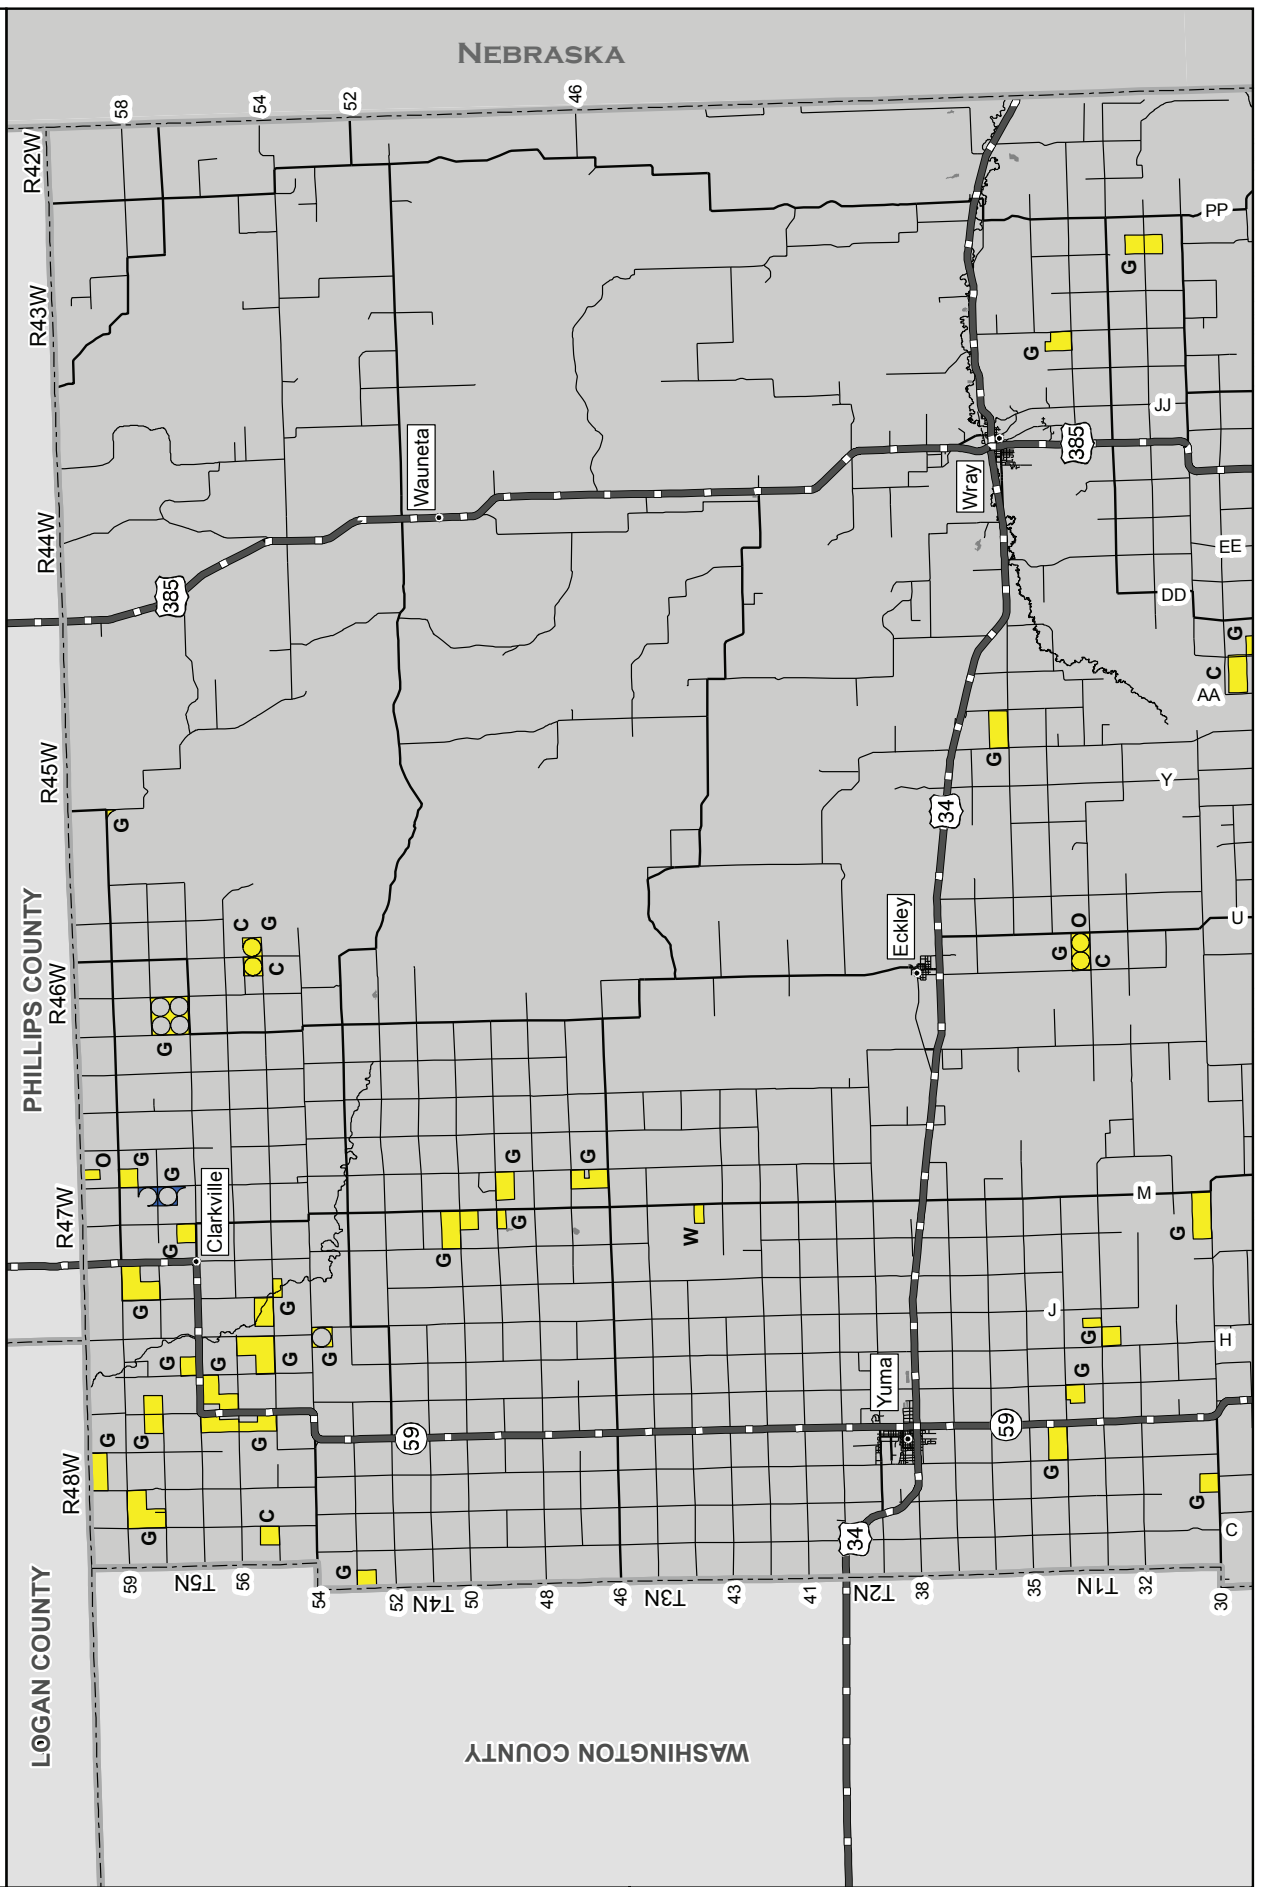 LOGAN COUNTY
PHILLIPS COUNTY
R48W
R47W
R46W
R45W
R44W
R43W
R42W
NEBRASKA
WASHINGTON COUNTY
59
T5N
56
54
52
T4N
50
48
46
T3N
43
41
T2N
38
35
T1N
32
30
58
54
52
46
G
G
G
G
C
G
G
G
G
G
G
G
G
G
G
O
G
C
C
G
G
G
G
G
G
W
Clarkville
Wauneta
Yuma
Eckley
Wray
385
385
34
34
59
59
G
G
G
G
G
G
O
C
G
G
G
G
C
G
C
H
J
M
U
Y
AA
DD
EE
JJ
PP